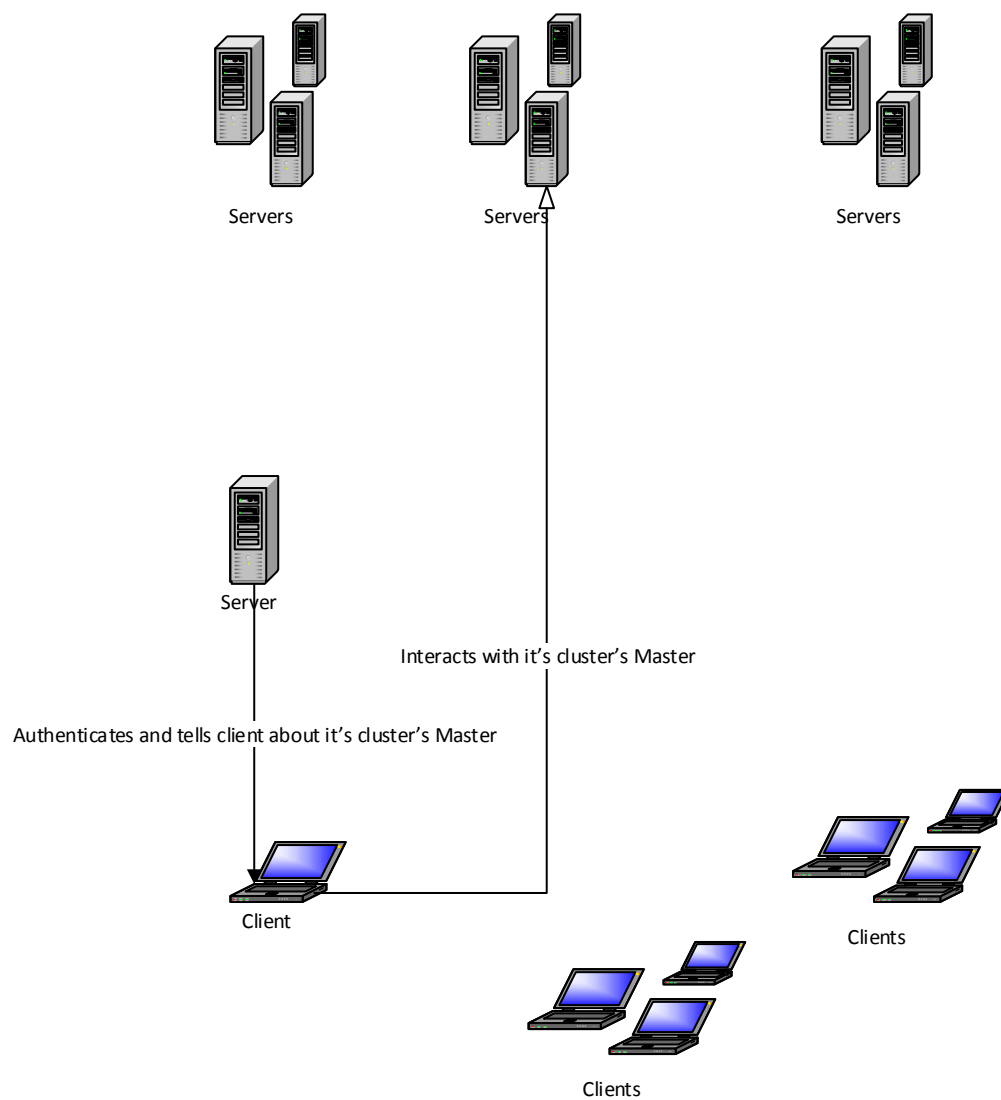 Servers
Servers
Servers
Server
Interacts with it’s cluster’s Master
Authenticates and tells client about it’s cluster’s Master
Client
Clients
Clients